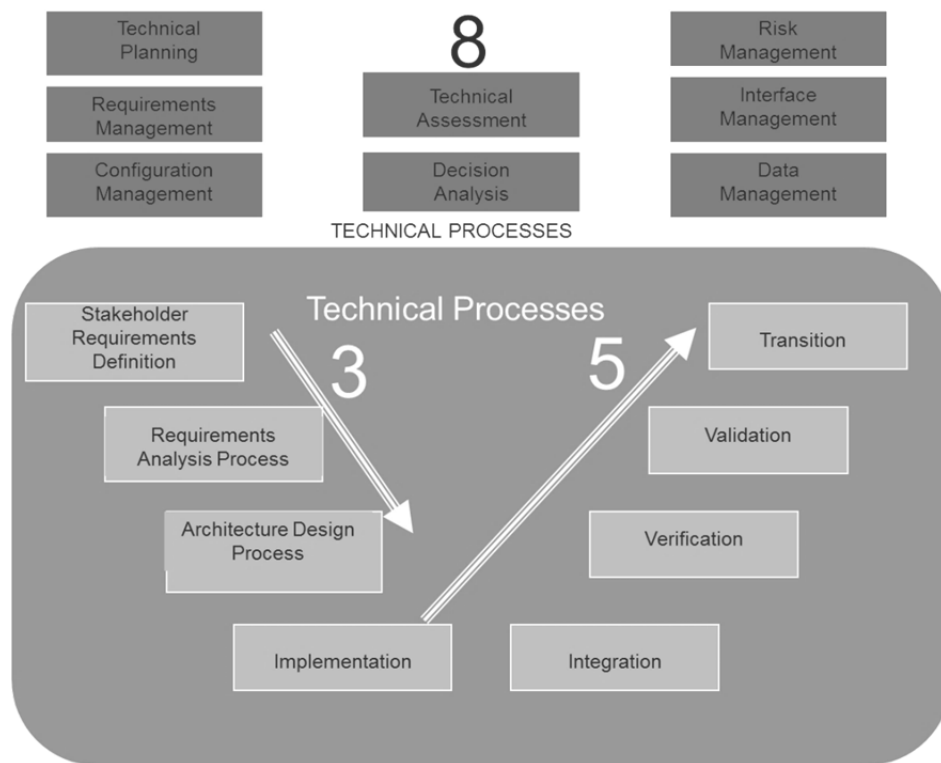 Technical
Planning
8
Risk
Management
Requirements
Management
Technical
Assessment
Interface
Management
Configuration
Management
Decision
Analysis
Data
Management
TECHNICAL PROCESSES
Technical Processes
Stakeholder
Requirements
Definition
3
5
Transition
Requirements
Analysis Process
Validation
Architecture Design
Process
Verification
Implementation
Integration